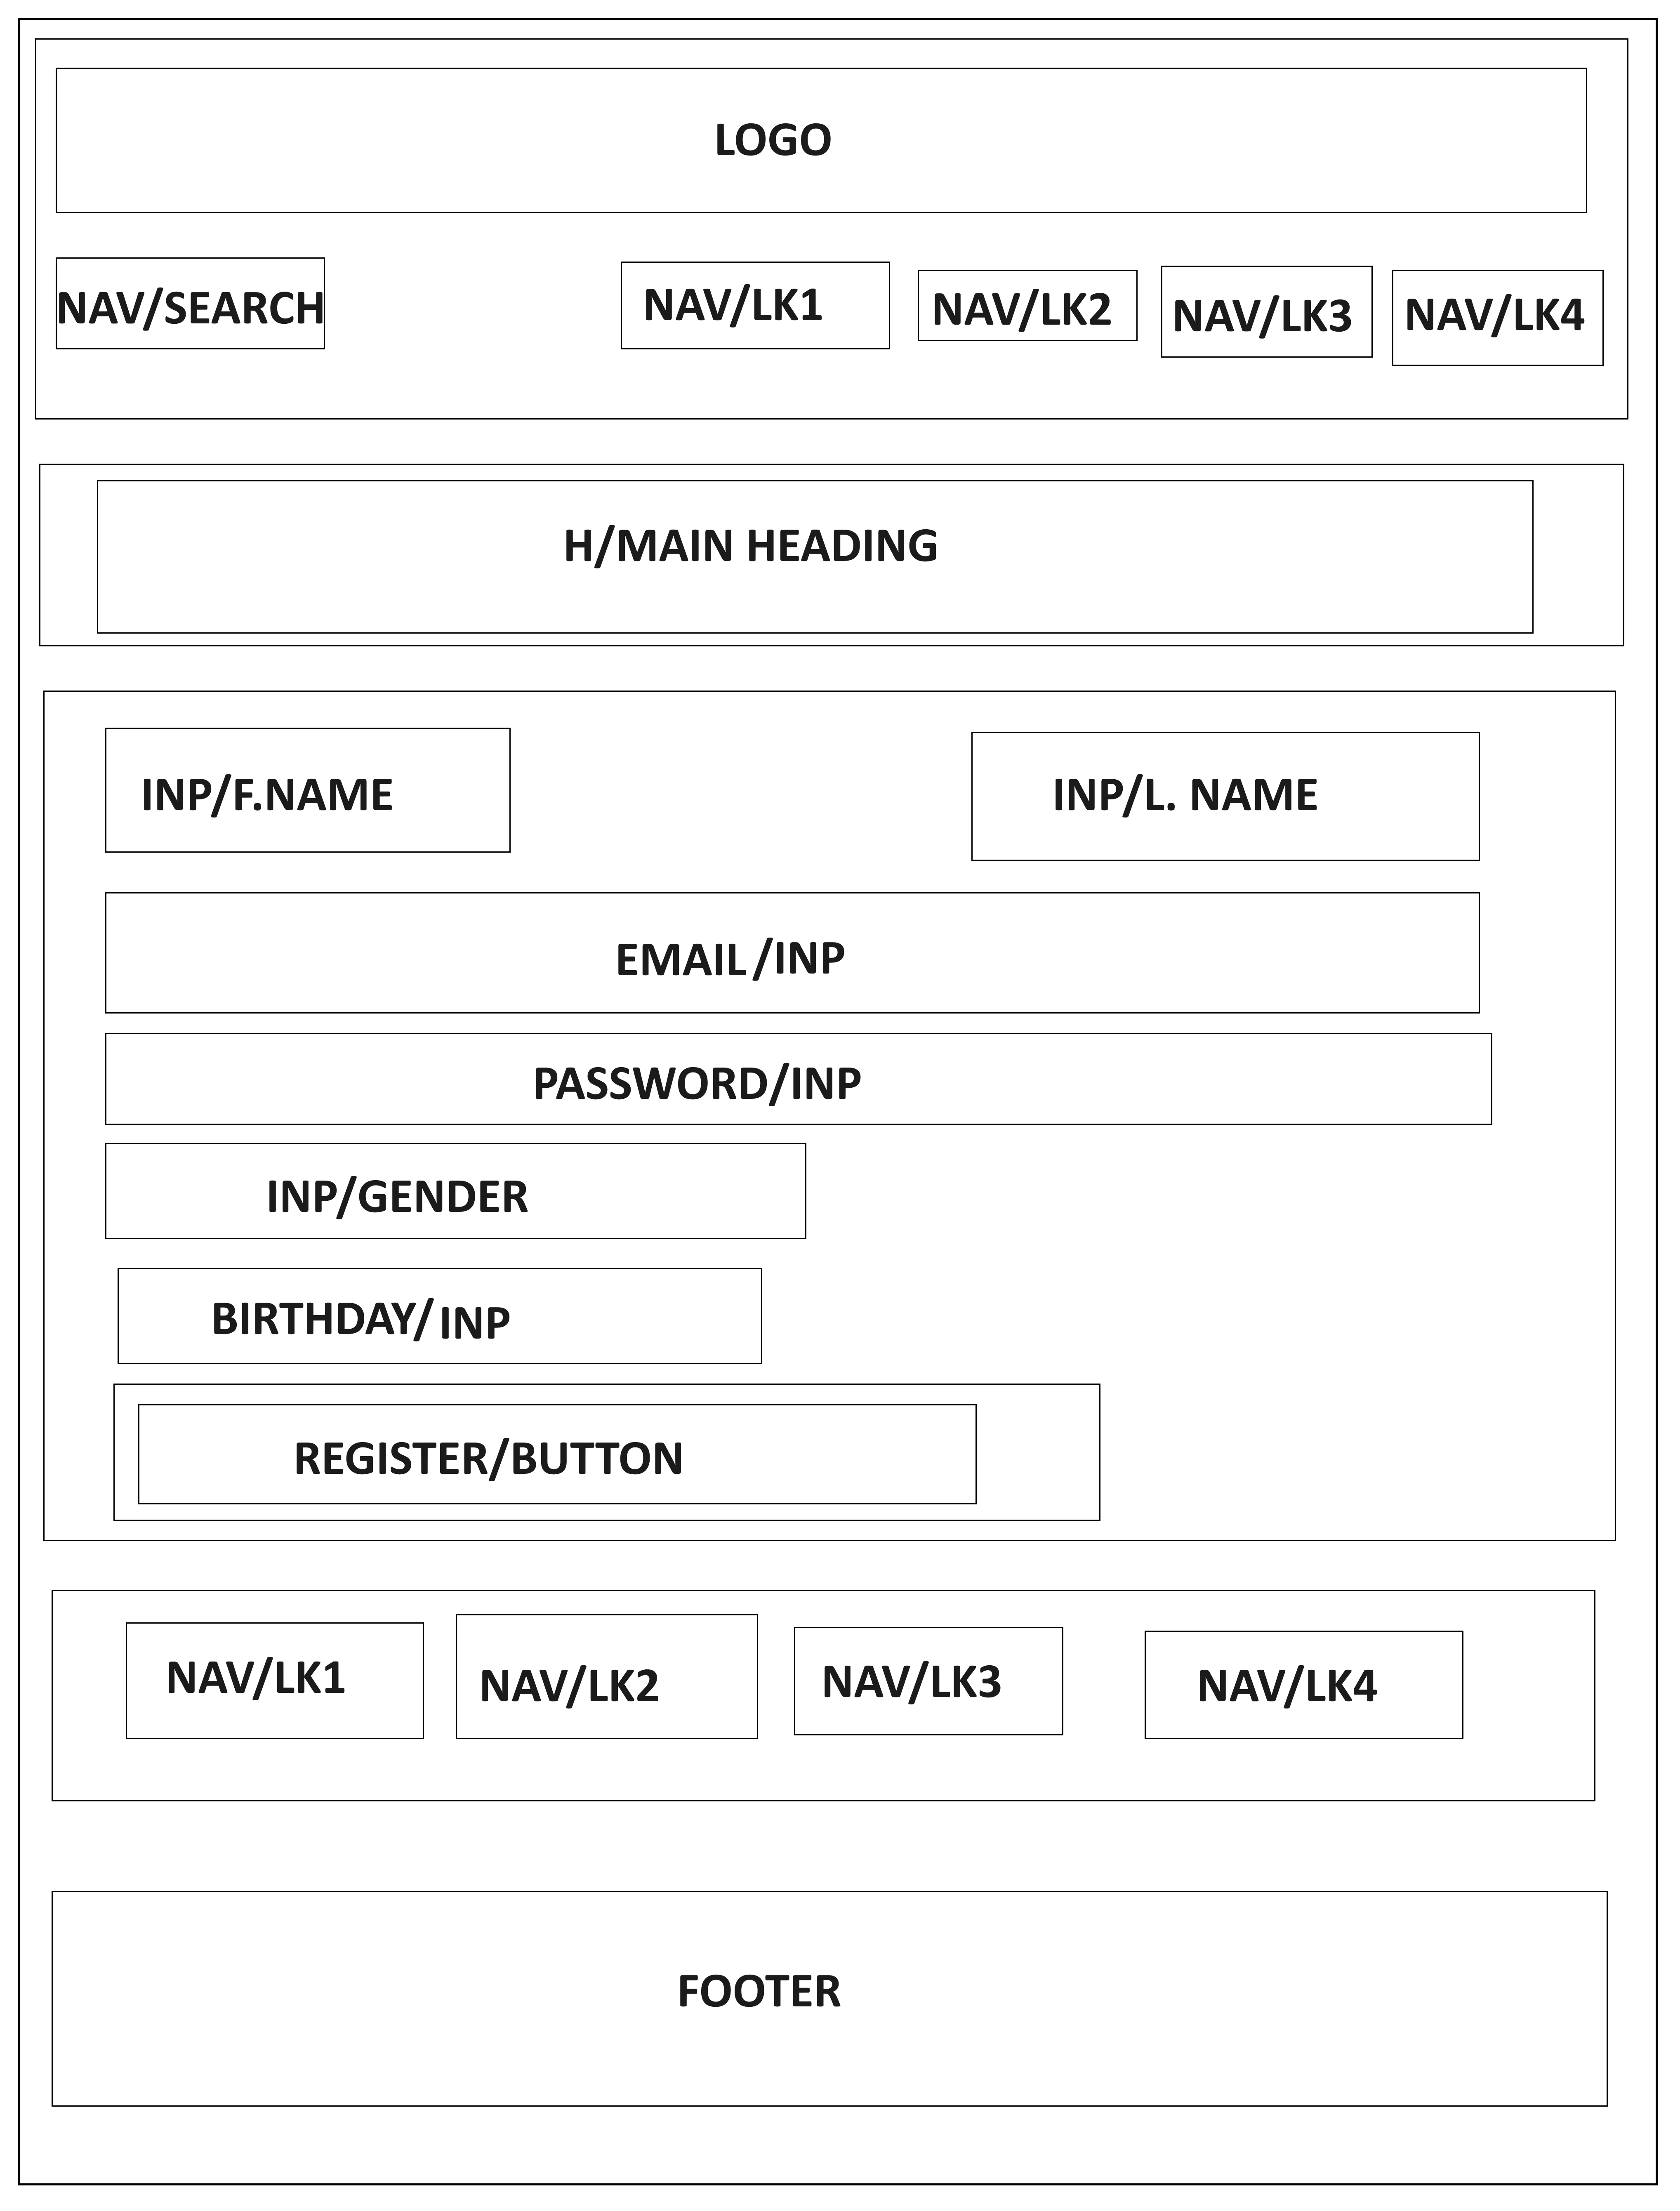 LOGO
NAV/SEARCH NAV/LK1 NAV/LK2 NAV/LK3 NAV/LK4
H/MAIN HEADING
INP/F.NAME INP/L. NAME
EMAIL/INP
PASSWORD/INP
INP/GENDER
BIRTHDAY/INP
REGISTER/BUTTON
NAV/LK1 NAV/LK2 NAV/LK3 NAV/LK4
FOOTER